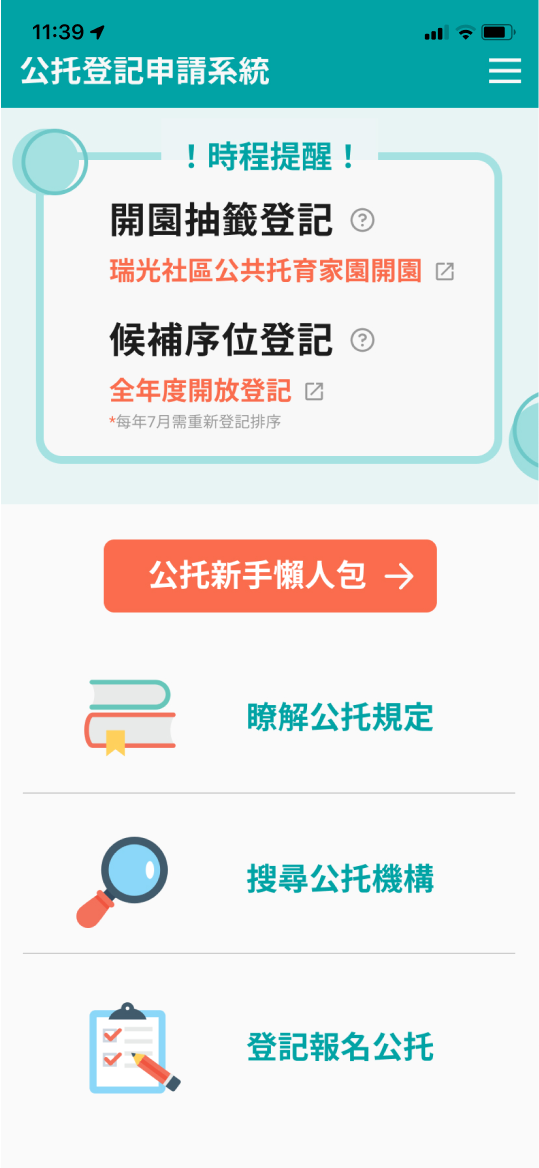 11:39
公托登記申請系統
！時程提醒！
開園抽籤登記 ?
瑞光社區公共托育家園開園
候補序位登記 ?
全年度開放登記
*每年7月需重新登記排序
公托新手懶人包 →
瞭解公托規定
搜尋公托機構
登記報名公托